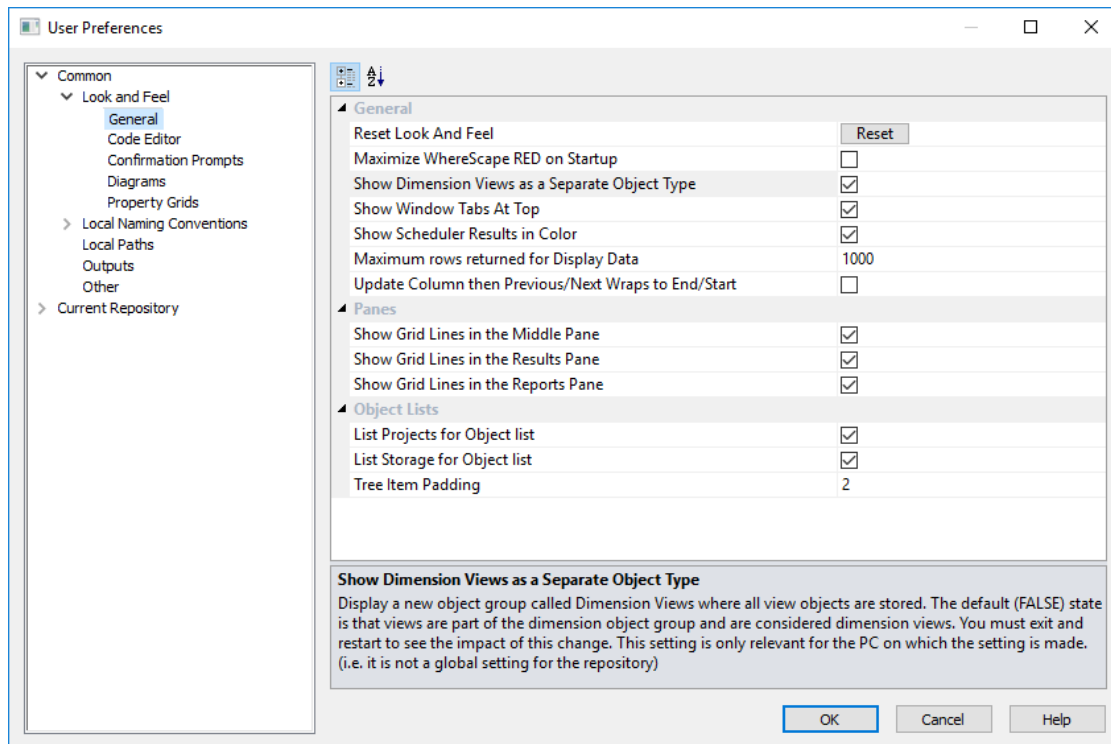 User Preferences
Common
Look and Feel
General
Code Editor
Confirmation Prompts
Diagrams
Property Grids
Local Naming Conventions
Local Paths
Outputs
Other
Current Repository
General
Reset Look And Feel Reset
Maximize WhereScape RED on Startup
Show Dimension Views as a Separate Object Type
Show Window Tabs At Top
Show Scheduler Results in Color
Maximum rows returned for Display Data 1000
Update Column then Previous/Next Wraps to End/Start
Panes
Show Grid Lines in the Middle Pane
Show Grid Lines in the Results Pane
Show Grid Lines in the Reports Pane
Object Lists
List Projects for Object list
List Storage for Object list
Tree Item Padding 2
Show Dimension Views as a Separate Object Type
Display a new object group called Dimension Views where all view objects are stored. The default (FALSE) state
is that views are part of the dimension object group and are considered dimension views. You must exit and
restart to see the impact of this change. This setting is only relevant for the PC on which the setting is made.
(i.e. it is not a global setting for the repository)
OK Cancel Help